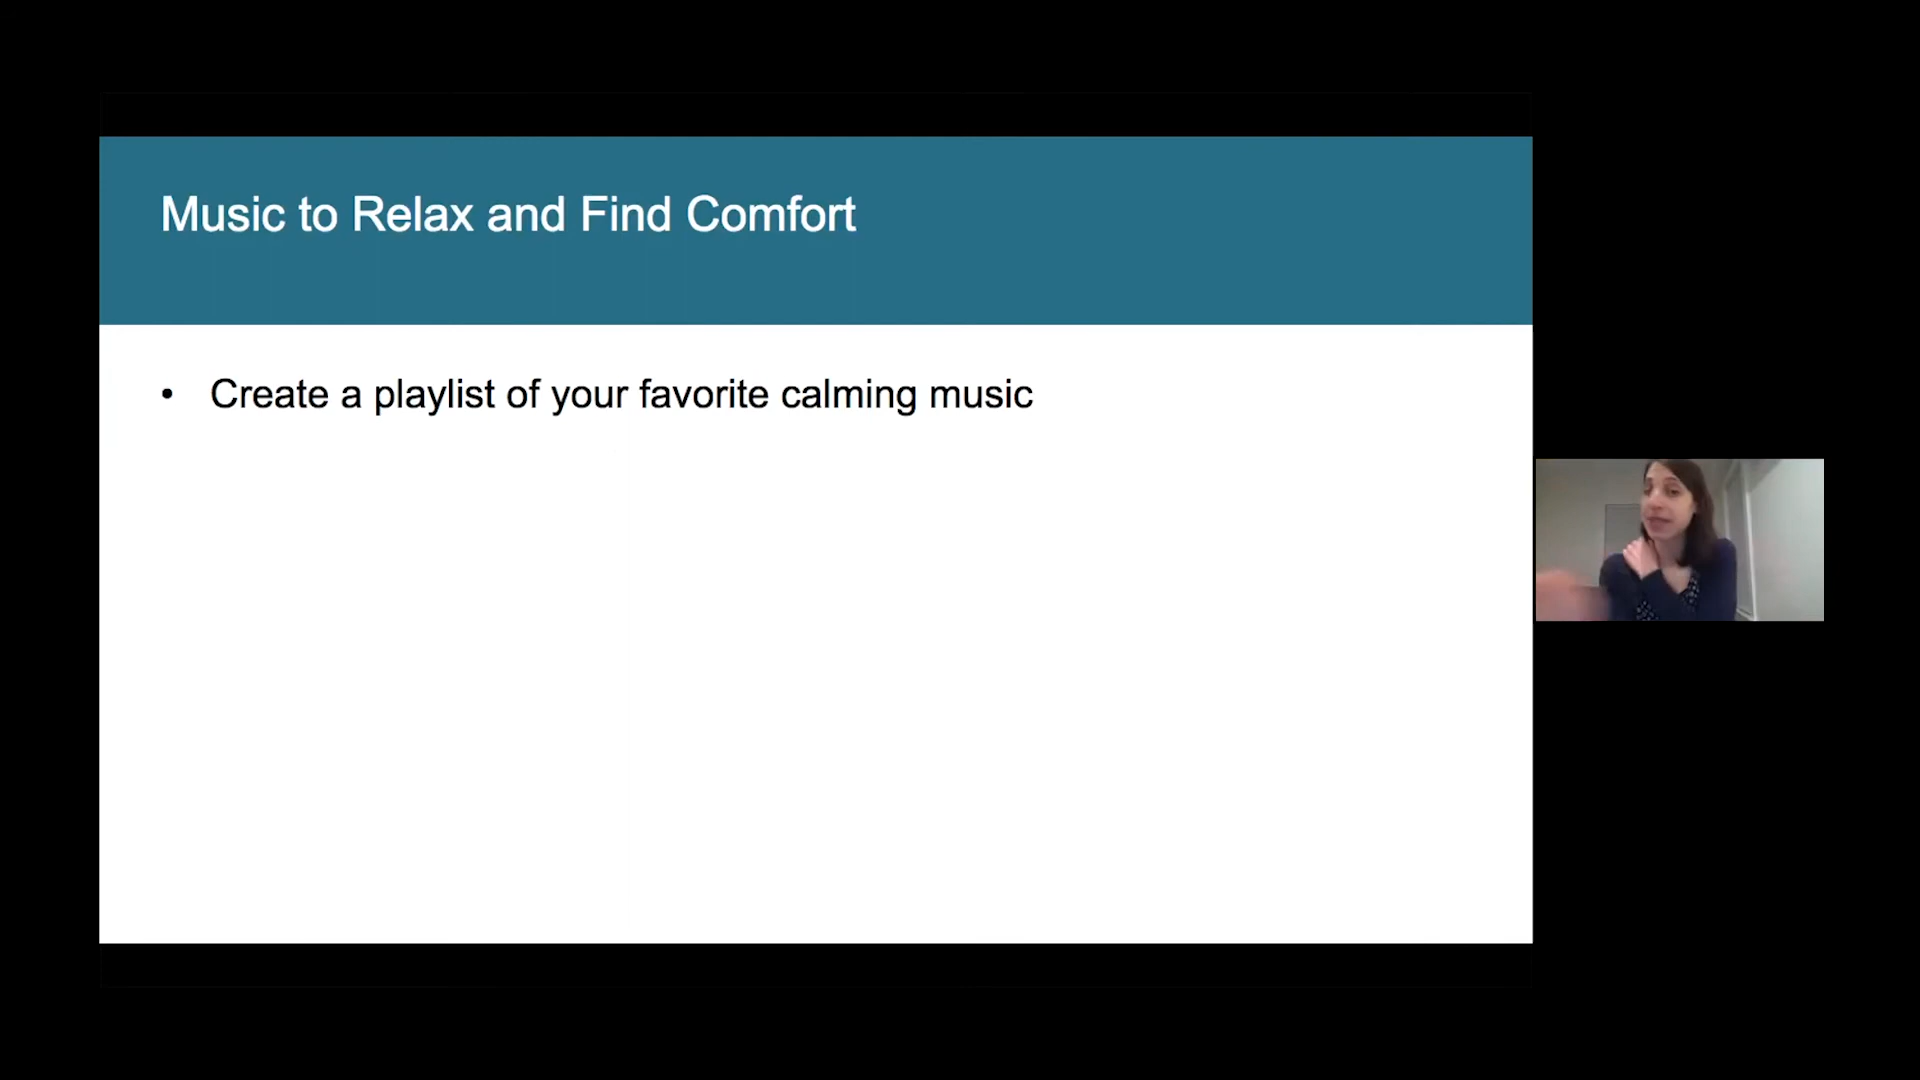 Music to Relax and Find Comfort
• Create a playlist of your favorite calming music